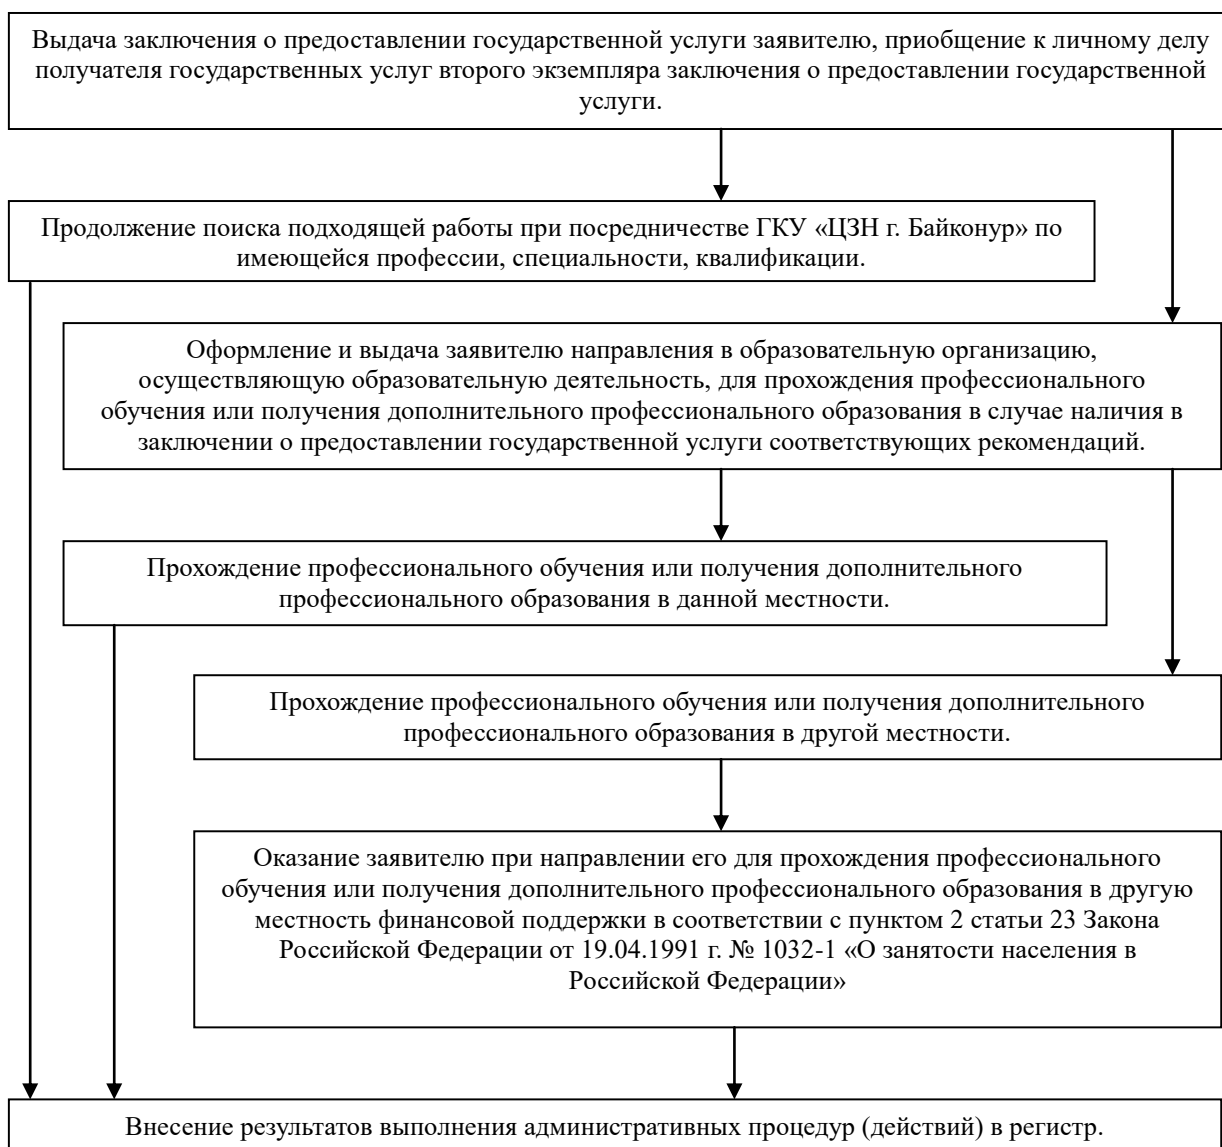 Выдача заключения о предоставлении государственной услуги заявителю, приобщение к личному делу
получателя государственных услуг второго экземпляра заключения о предоставлении государственной
услуги.
Продолжение поиска подходящей работы при посредничестве ГКУ «ЦЗН г. Байконур» по
имеющейся профессии, специальности, квалификации.
Оформление и выдача заявителю направления в образовательную организацию,
осуществляющую образовательную деятельность, для прохождения профессионального
обучения или получения дополнительного профессионального образования в случае наличия в
заключении о предоставлении государственной услуги соответствующих рекомендаций.
Прохождение профессионального обучения или получения дополнительного
профессионального образования в данной местности.
Прохождение профессионального обучения или получения дополнительного
профессионального образования в другой местности.
Оказание заявителю при направлении его для прохождения профессионального
обучения или получения дополнительного профессионального образования в другую
местность финансовой поддержки в соответствии с пунктом 2 статьи 23 Закона
Российской Федерации от 19.04.1991 г. № 1032-1 «О занятости населения в
Российской Федерации»
Внесение результатов выполнения административных процедур (действий) в регистр.